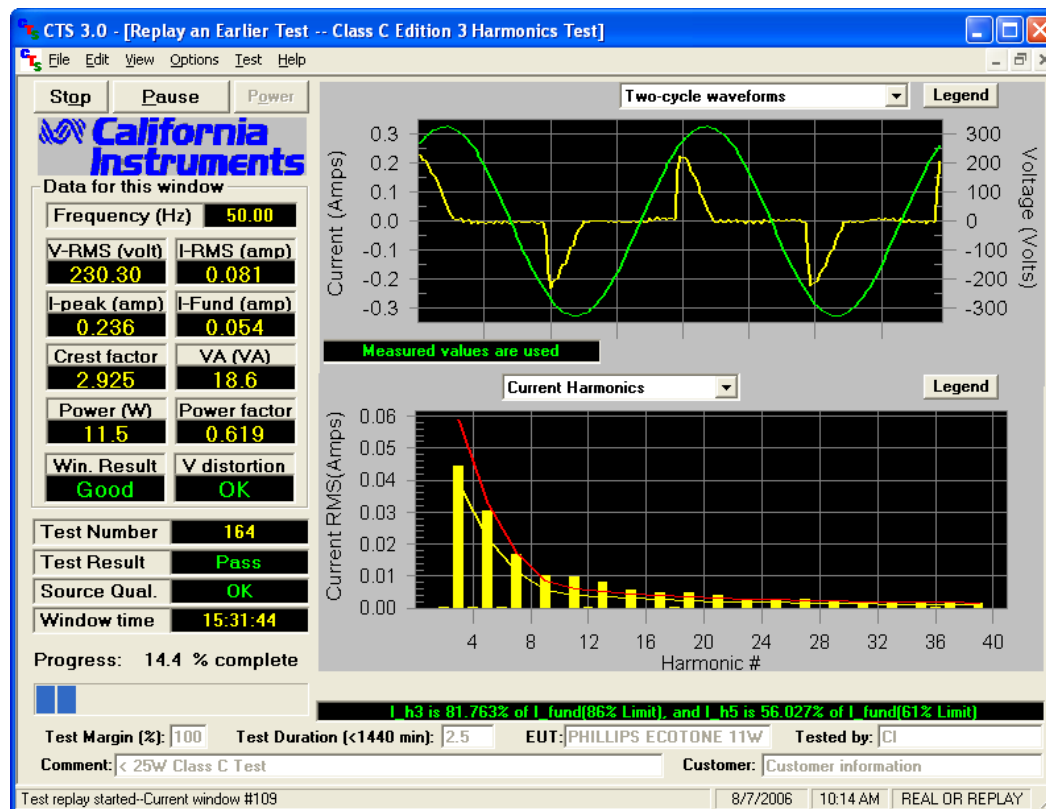 CTS 3.0 - [Replay an Earlier Test -- Class C Edition 3 Harmonics Test]
File Edit View Options Test Help
Stop Pause Power
California
Instruments
Data for this window
Frequency (Hz) 50.00
V-RMS (volt) I-RMS (amp)
230.30 0.081
I-peak (amp) I-Fund (amp)
0.236 0.054
Crest factor VA (VA)
2.925 18.6
Power (W) Power factor
11.5 0.619
Win. Result V distortion
Good OK
Test Number 164
Test Result Pass
Source Qual. OK
Window time 15:31:44
Progress: 14.4 % complete
Two-cycle waveforms Legend
Current (Amps)
0.3
0.2
0.1
0.0
-0.1
-0.2
-0.3
300
200
100
0
-100
-200
-300
Voltage (Volts)
Measured values are used
Current Harmonics Legend
Current RMS(Amps)
0.06
0.05
0.04
0.03
0.02
0.01
0.00
4 8 12 16 20 24 28 32 36 40
Harmonic #
I_h3 is 81.763% of I_fund(86% Limit), and I_h5 is 56.027% of I_fund(61% Limit)
Test Margin (%): 100 Test Duration (<1440 min): 2.5 EUT: PHILLIPS ECOTONE 11W Tested by: CI
Comment: < 25W Class C Test Customer: Customer information
Test replay started--Current window #109 8/7/2006 10:14 AM REAL OR REPLAY